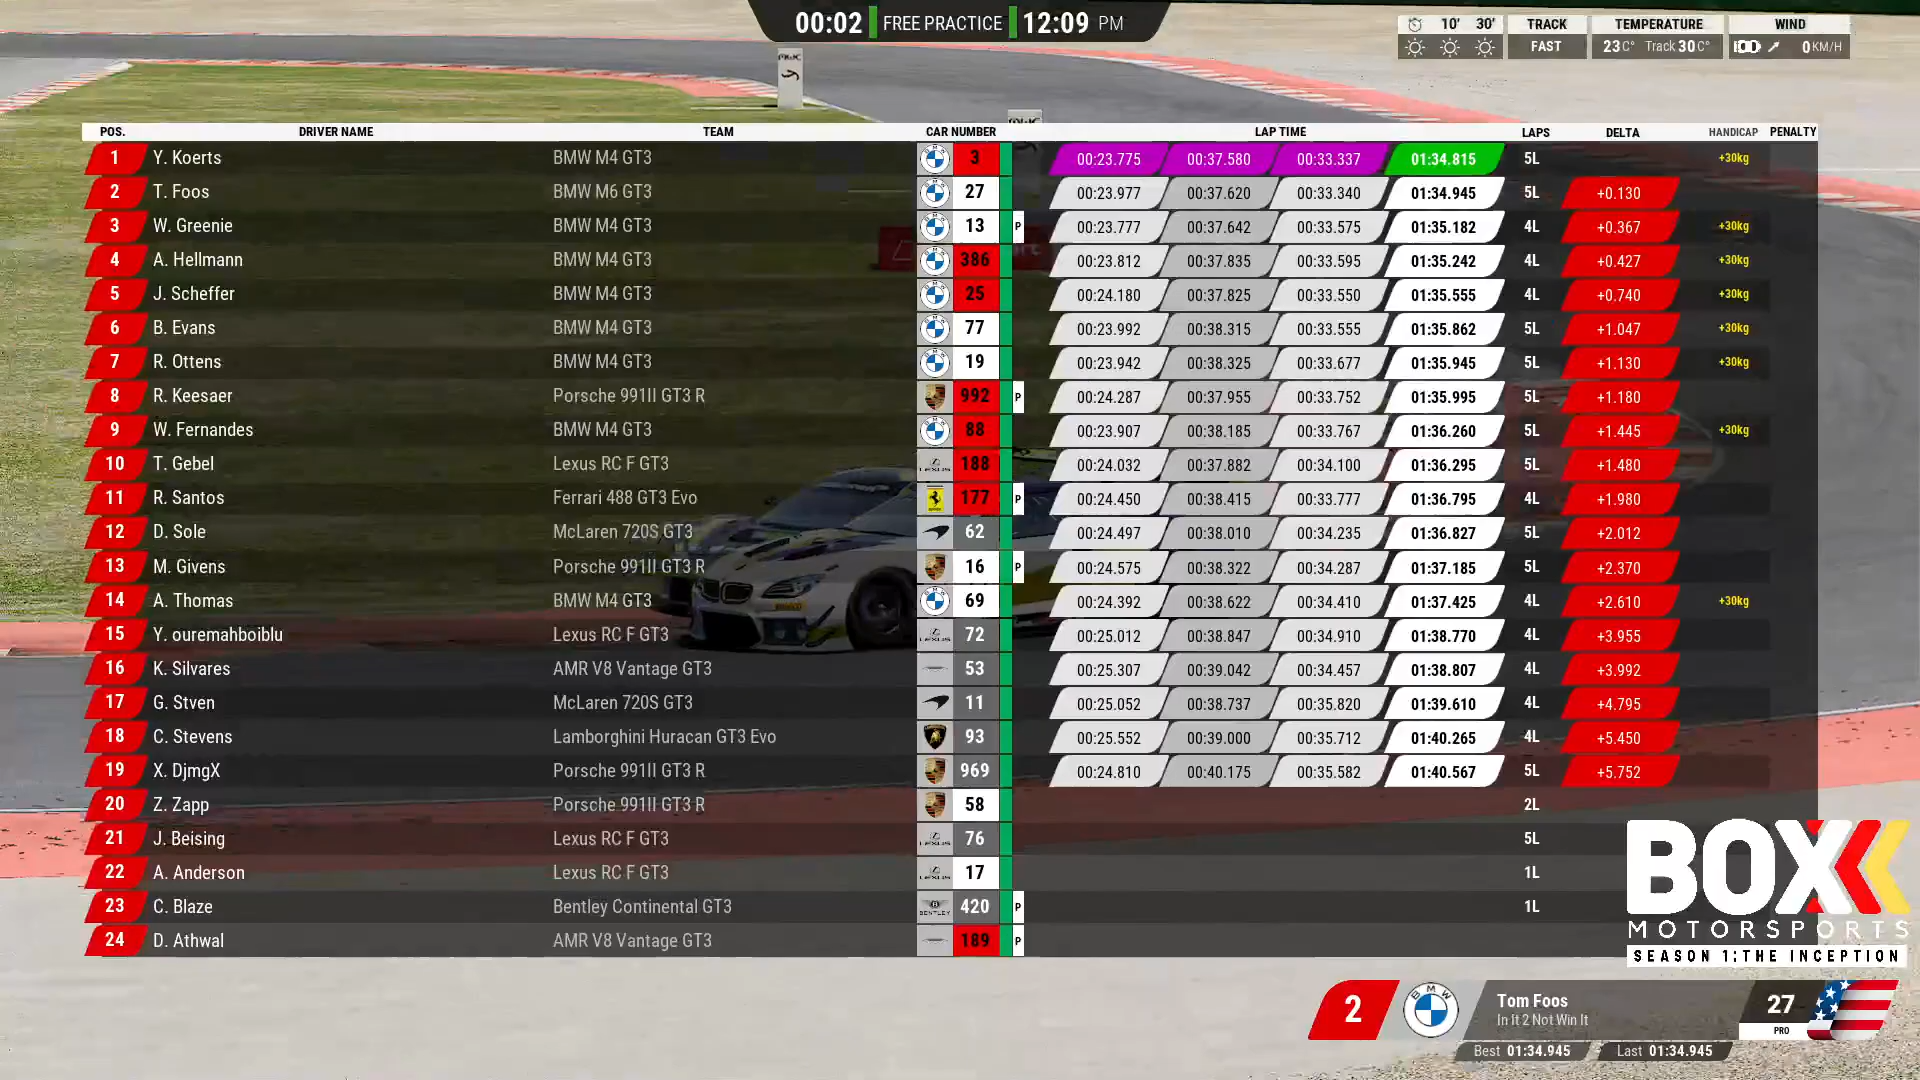 00:02 FREE PRACTICE 12:09 PM
10' 30' TRACK TEMPERATURE WIND
FAST 23C° Track 30C° 0KM/H
POS. DRIVER NAME TEAM CAR NUMBER LAP TIME LAPS DELTA HANDICAP PENALTY
1 Y. Koerts BMW M4 GT3 3 00:23.775 00:37.580 00:33.337 01:34.815 5L +30kg
2 T. Foos BMW M6 GT3 27 00:23.977 00:37.620 00:33.340 01:34.945 5L +0.130
3 W. Greenie BMW M4 GT3 13 P 00:23.777 00:37.642 00:33.575 01:35.182 4L +0.367 +30kg
4 A. Hellmann BMW M4 GT3 386 00:23.812 00:37.835 00:33.595 01:35.242 4L +0.427 +30kg
5 J. Scheffer BMW M4 GT3 25 00:24.180 00:37.825 00:33.550 01:35.555 4L +0.740 +30kg
6 B. Evans BMW M4 GT3 77 00:23.992 00:38.315 00:33.555 01:35.862 5L +1.047 +30kg
7 R. Ottens BMW M4 GT3 19 00:23.942 00:38.325 00:33.677 01:35.945 5L +1.130 +30kg
8 R. Keesaer Porsche 991II GT3 R 992 P 00:24.287 00:37.955 00:33.752 01:35.995 5L +1.180
9 W. Fernandes BMW M4 GT3 88 00:23.907 00:38.185 00:33.767 01:36.260 5L +1.445 +30kg
10 T. Gebel Lexus RC F GT3 LEXUS 188 00:24.032 00:37.882 00:34.100 01:36.295 5L +1.480
11 R. Santos Ferrari 488 GT3 Evo 177 P 00:24.450 00:38.415 00:33.777 01:36.795 4L +1.980
12 D. Sole McLaren 720S GT3 62 00:24.497 00:38.010 00:34.235 01:36.827 5L +2.012
13 M. Givens Porsche 991II GT3 R 16 P 00:24.575 00:38.322 00:34.287 01:37.185 5L +2.370
14 A. Thomas BMW M4 GT3 69 00:24.392 00:38.622 00:34.410 01:37.425 4L +2.610 +30kg
15 Y. ouremahboiblu Lexus RC F GT3 LEXUS 72 00:25.012 00:38.847 00:34.910 01:38.770 4L +3.955
16 K. Silvares AMR V8 Vantage GT3 53 00:25.307 00:39.042 00:34.457 01:38.807 4L +3.992
17 G. Stven McLaren 720S GT3 11 00:25.052 00:38.737 00:35.820 01:39.610 4L +4.795
18 C. Stevens Lamborghini Huracan GT3 Evo 93 00:25.552 00:39.000 00:35.712 01:40.265 4L +5.450
19 X. DjmgX Porsche 991II GT3 R 969 00:24.810 00:40.175 00:35.582 01:40.567 5L +5.752
20 Z. Zapp Porsche 991II GT3 R 58 2L
21 J. Beising Lexus RC F GT3 LEXUS 76 5L
22 A. Anderson Lexus RC F GT3 LEXUS 17 1L
23 C. Blaze Bentley Continental GT3 BENTLEY 420 P 1L
24 D. Athwal AMR V8 Vantage GT3 189 P
BOX
MOTORSPORTS
SEASON 1:THE INCEPTION
2 BMW Tom Foos 27
In It 2 Not Win It PRO
Best 01:34.945 Last 01:34.945